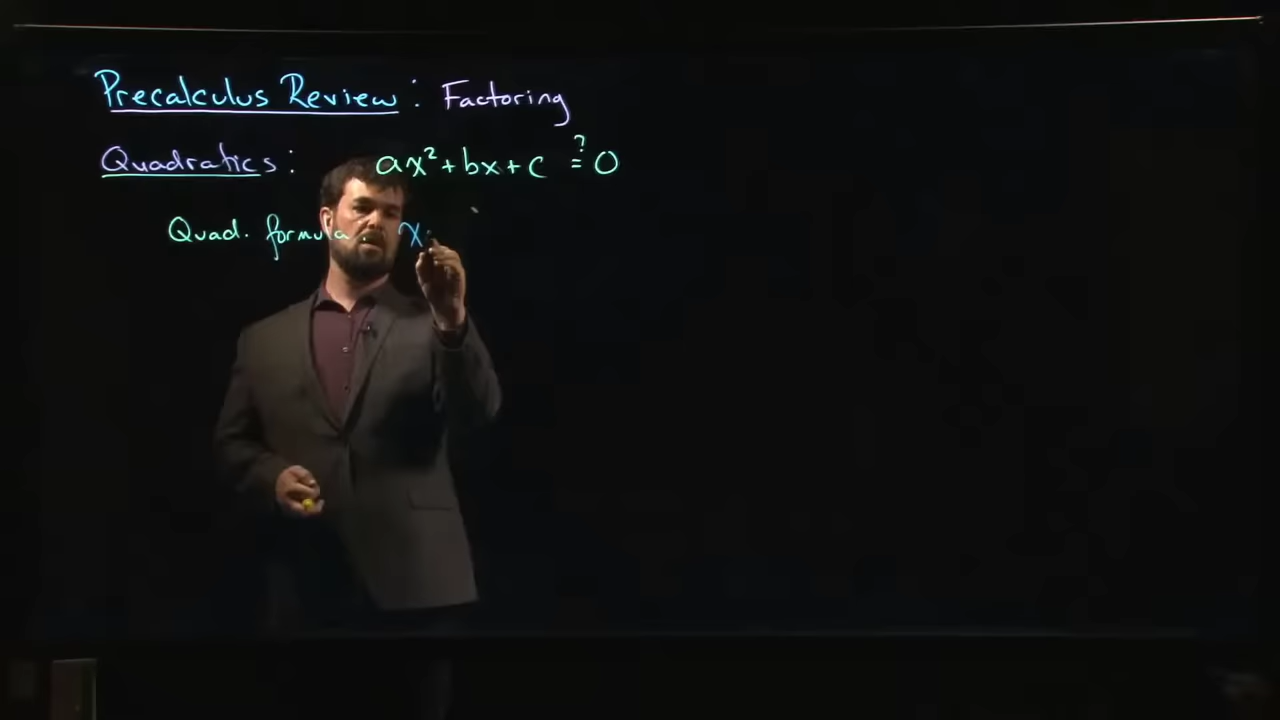 Precalculus Review: Factoring
Quadratics: ax²+bx+c ≟ 0
Quad. formula: x